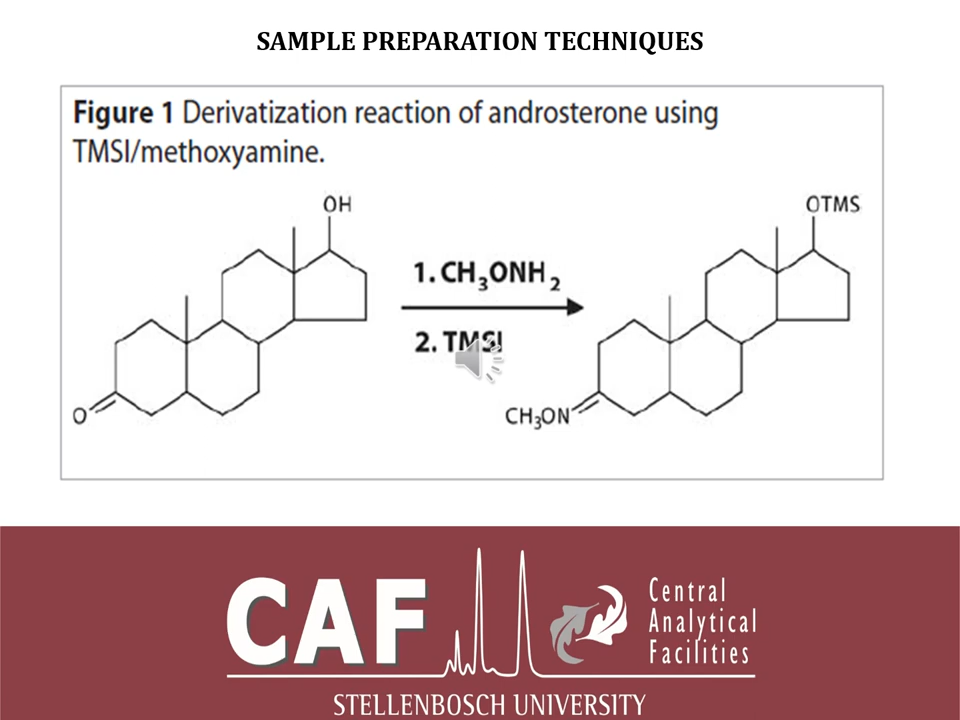 SAMPLE PREPARATION TECHNIQUES
Figure 1 Derivatization reaction of androsterone using
TMSI/methoxyamine.
OH
OTMS
1. CH₃ONH₂
2. TMSI
O
CH₃ON
CAF
Central
Analytical
Facilities
STELLENBOSCH UNIVERSITY